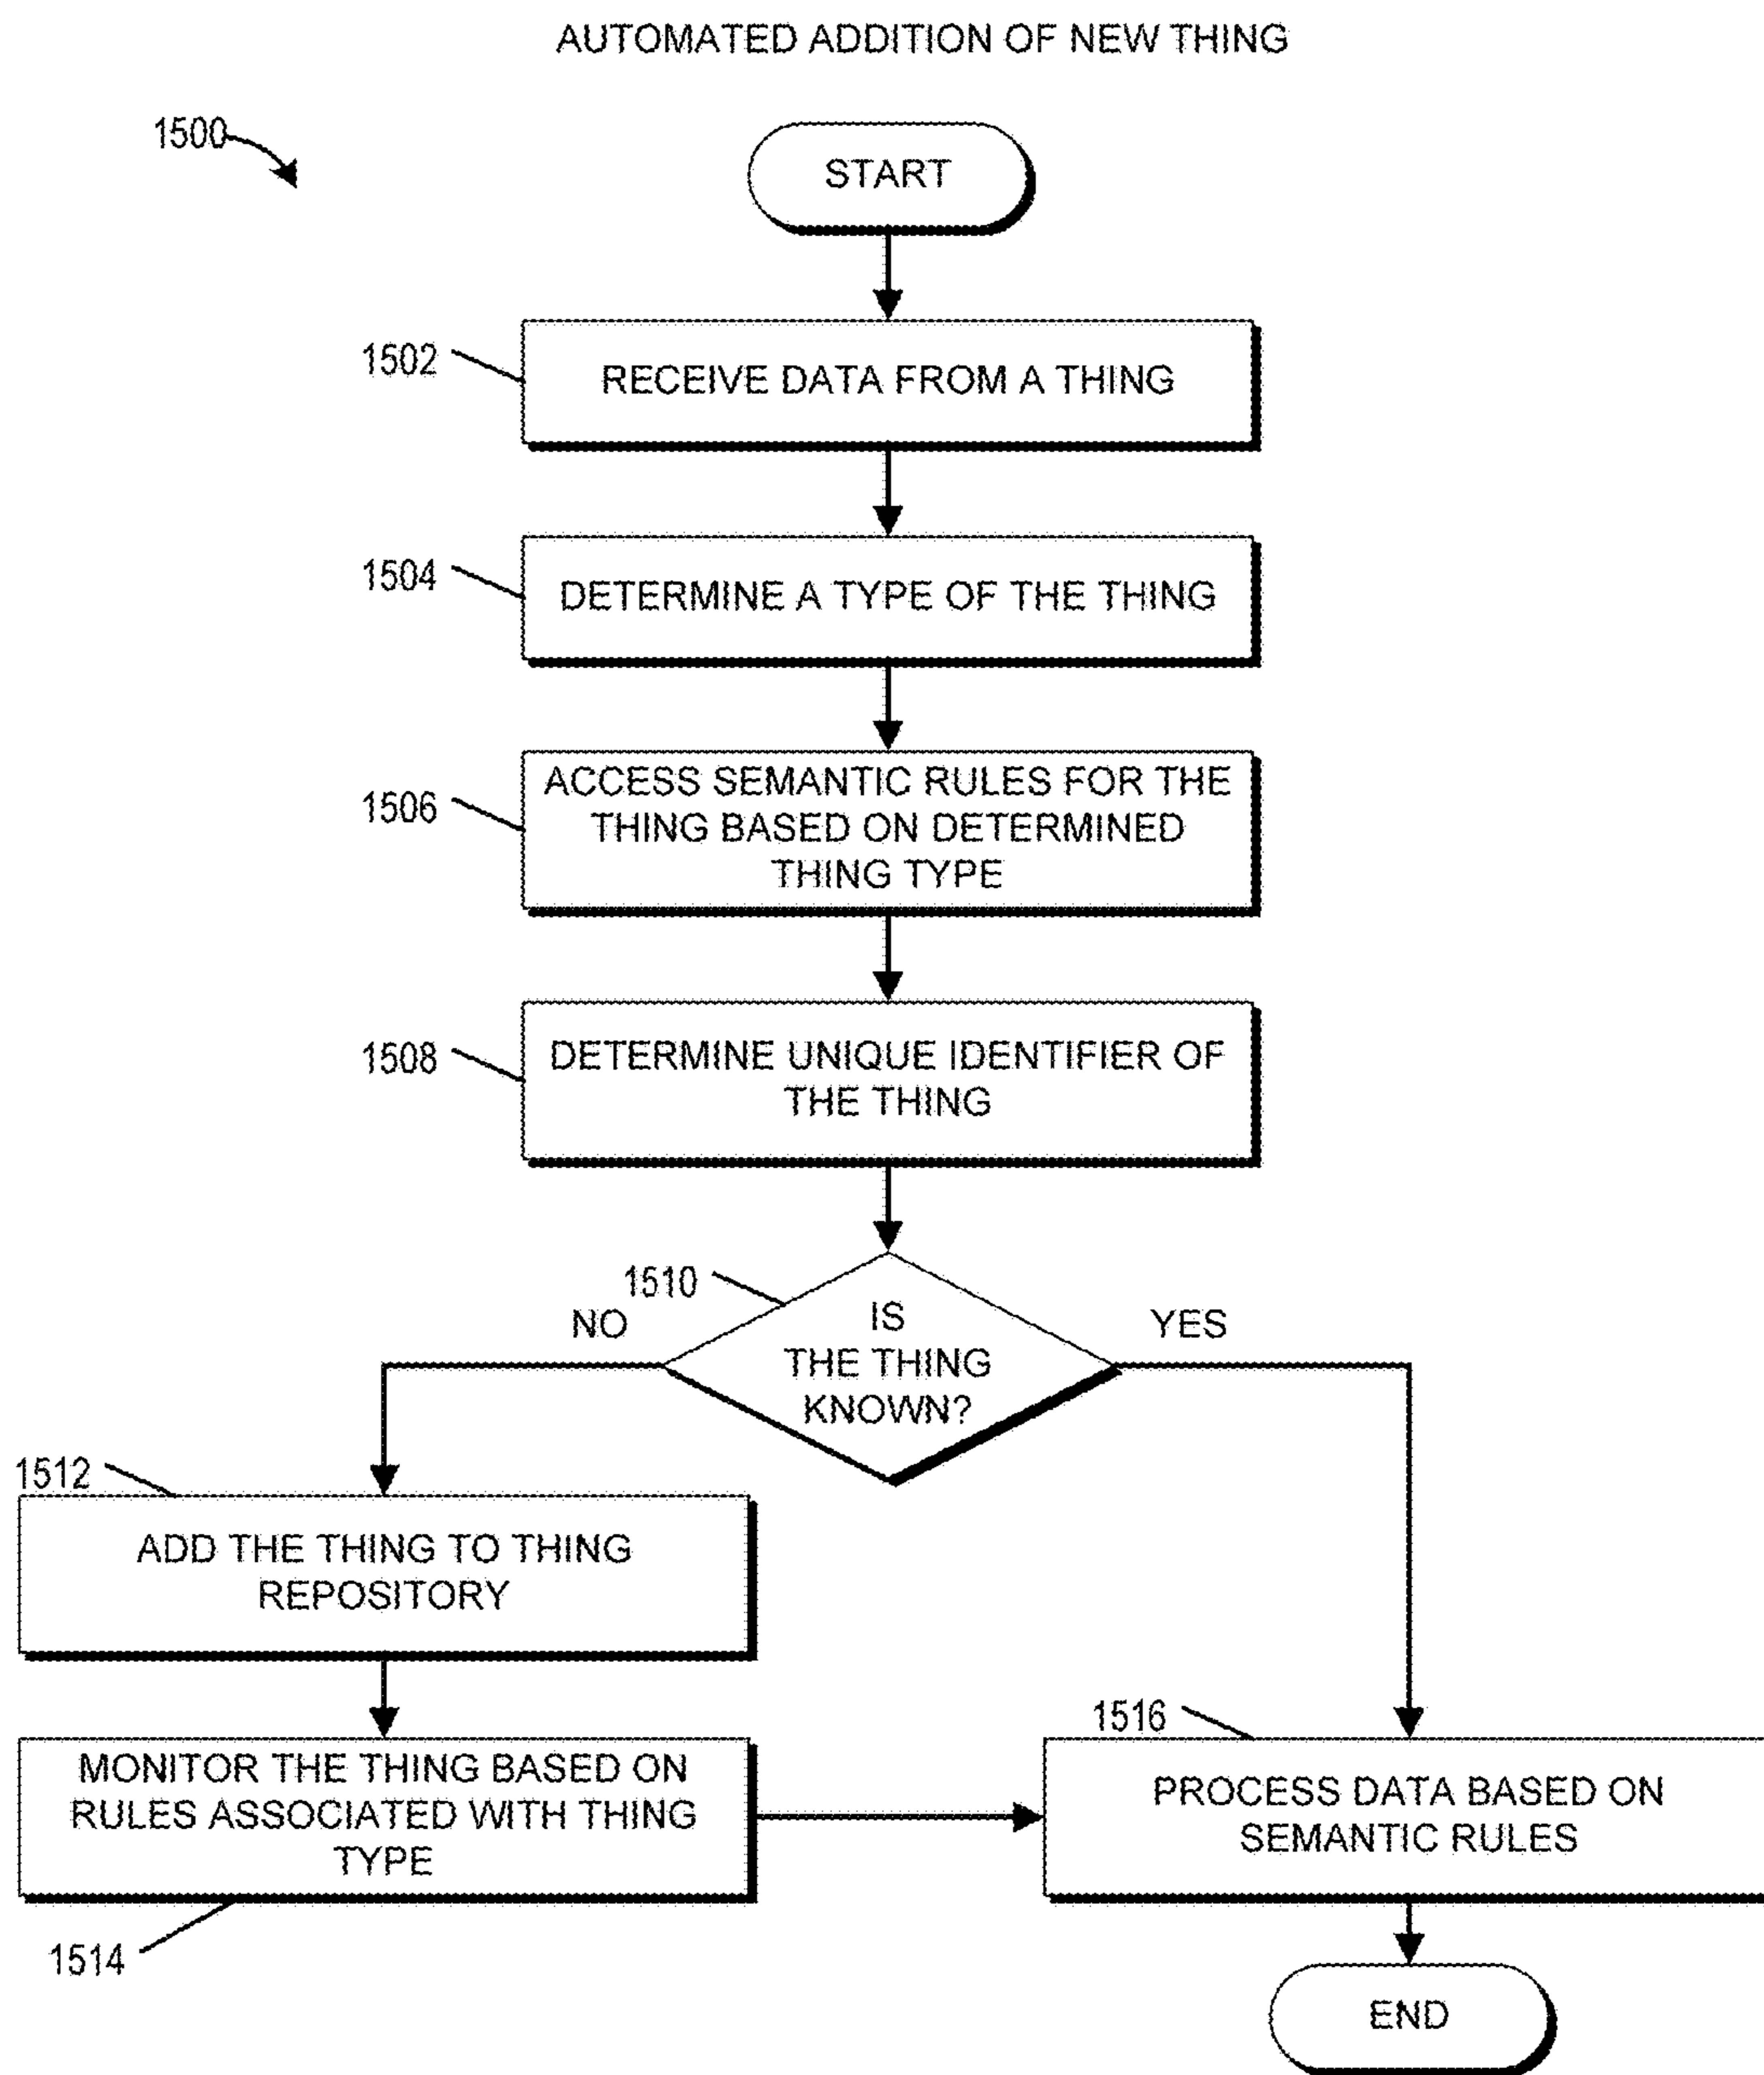 AUTOMATED ADDITION OF NEW THING
1500
START
1502
RECEIVE DATA FROM A THING
1504
DETERMINE A TYPE OF THE THING
1506
ACCESS SEMANTIC RULES FOR THE
THING BASED ON DETERMINED
THING TYPE
1508
DETERMINE UNIQUE IDENTIFIER OF
THE THING
1510
NO
IS
THE THING
KNOWN?
YES
1512
ADD THE THING TO THING
REPOSITORY
1514
MONITOR THE THING BASED ON
RULES ASSOCIATED WITH THING
TYPE
1516
PROCESS DATA BASED ON
SEMANTIC RULES
END